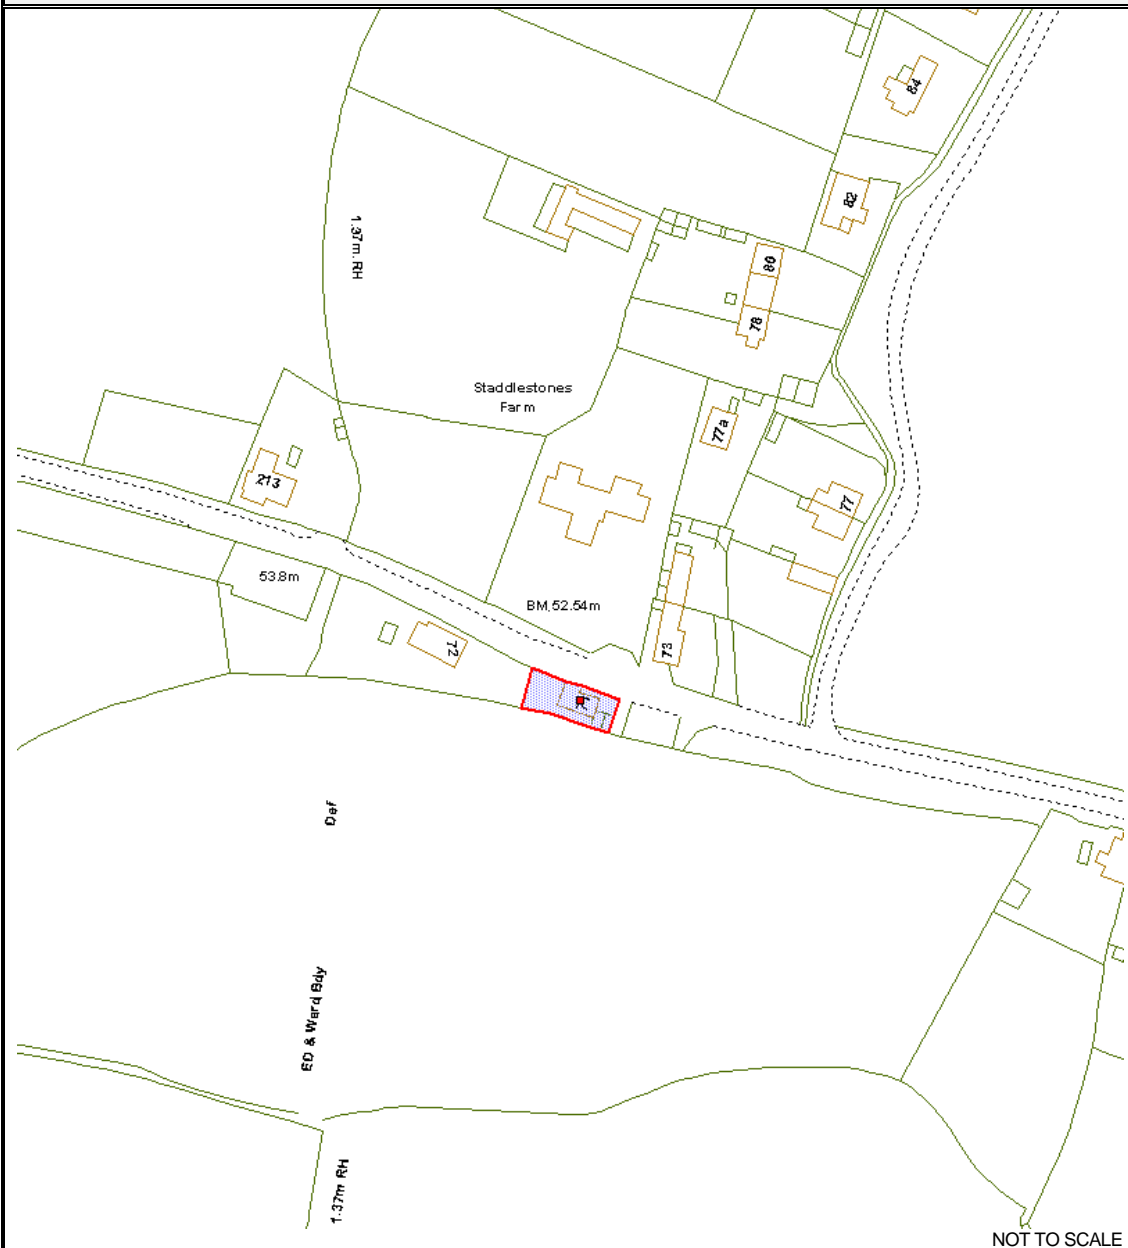 84
82
1.37m RH
80
78
Staddlestones
Farm
77a
213
77
53.8m
BM 52.54m
72
73
Def
ED & Ward Bdy
1.37m RH
NOT TO SCALE